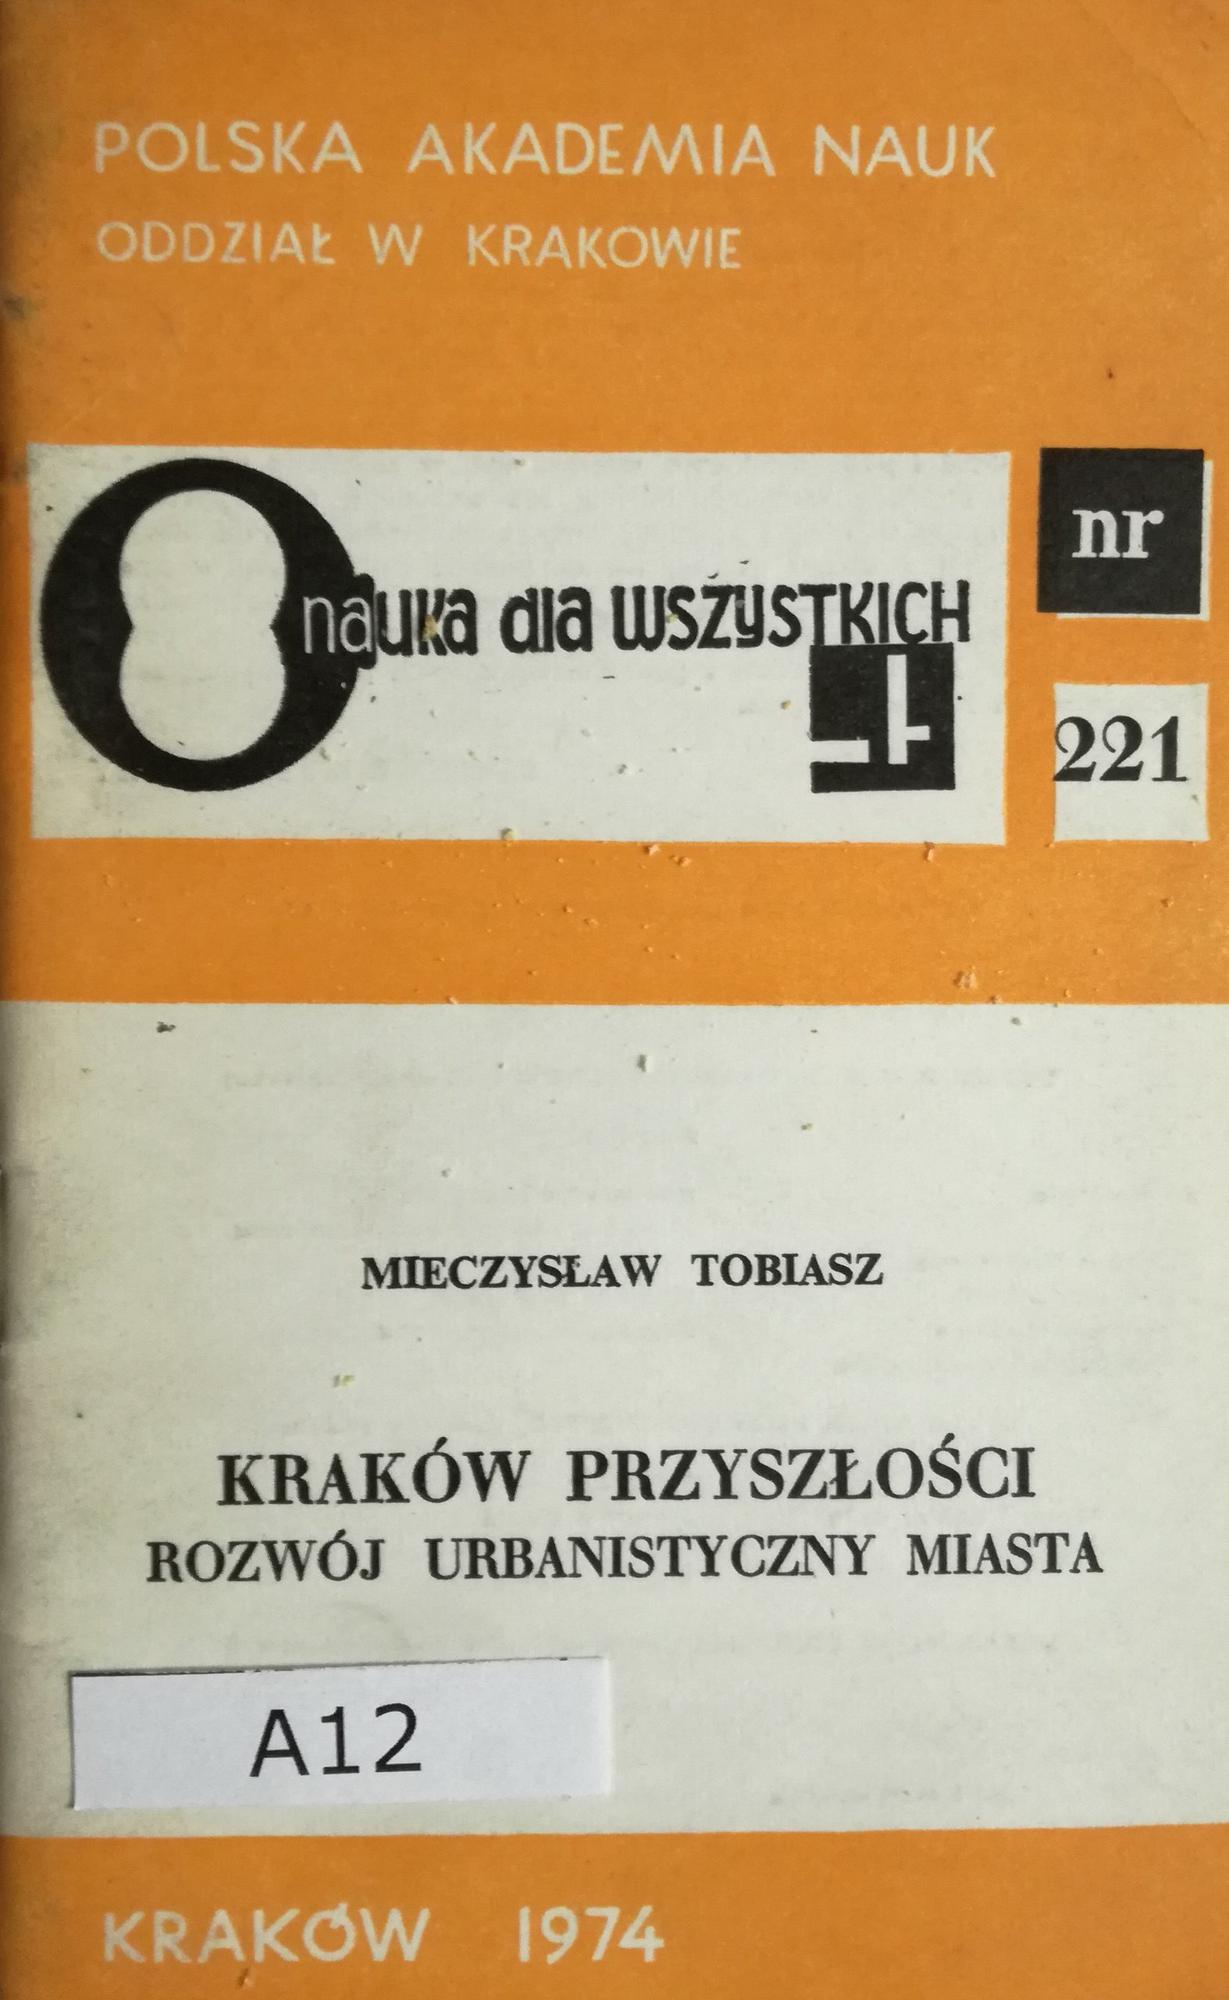 POLSKA AKADEMIA NAUK
ODDZIAŁ W KRAKOWIE
nauka dla WSZYSTKICH
nr
221
MIECZYSŁAW TOBIASZ
KRAKÓW PRZYSZŁOŚCI
ROZWÓJ URBANISTYCZNY MIASTA
A12
KRAKÓW 1974